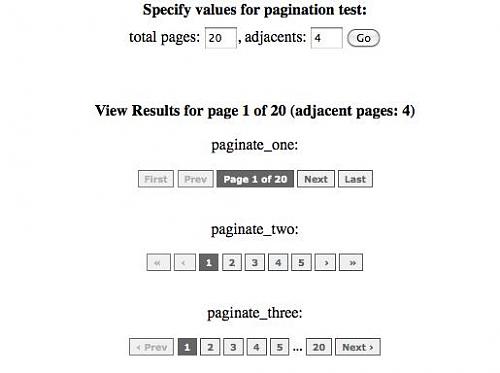 Specify values for pagination test:
total pages: 20 , adjacents: 4 Go
View Results for page 1 of 20 (adjacent pages: 4)
paginate_one:
First Prev Page 1 of 20 Next Last
paginate_two:
« ‹ 1 2 3 4 5 › »
paginate_three:
‹ Prev 1 2 3 4 5 ... 20 Next ›